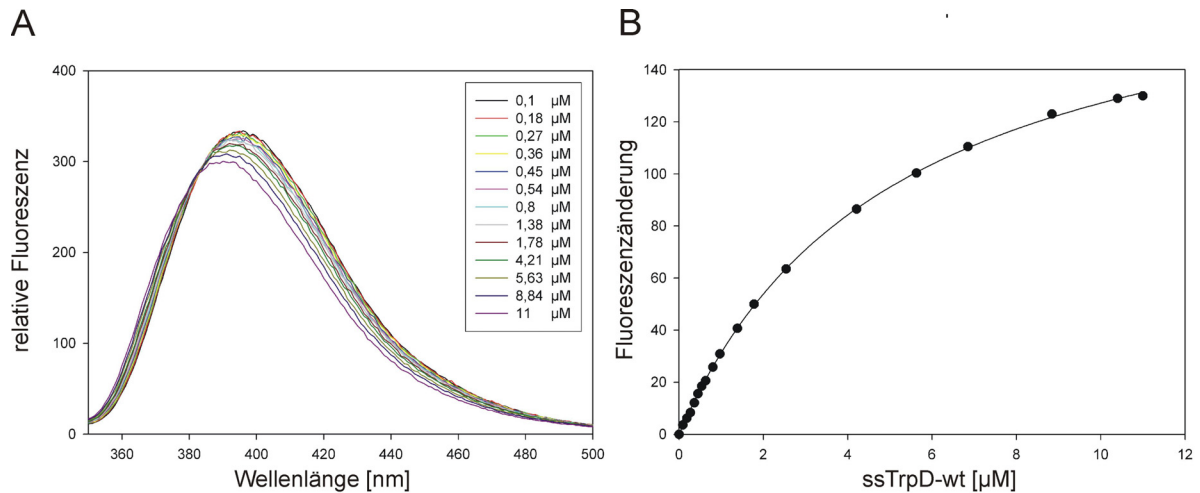 A
relative Fluoreszenz
400
300
200
100
0
360 380 400 420 440 460 480 500
Wellenlänge [nm]
0,1 µM
0,18 µM
0,27 µM
0,36 µM
0,45 µM
0,54 µM
0,8 µM
1,38 µM
1,78 µM
4,21 µM
5,63 µM
8,84 µM
11 µM
B
Fluoreszenzänderung
140
120
100
80
60
40
20
0
0 2 4 6 8 10 12
ssTrpD-wt [µM]